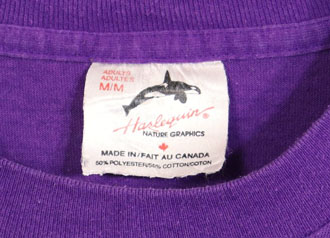 ADULTS
ADULTES
M/M
Harlequin®
NATURE GRAPHICS
MADE IN/FAIT AU CANADA
50% POLYESTER/50% COTTON/COTON